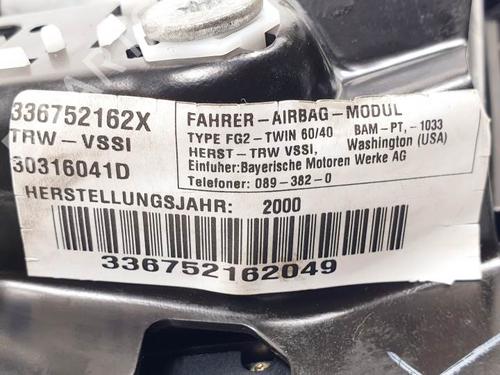 336752162X
TRW-VSSI
30316041D
FAHRER-AIRBAG-MODUL
TYPE FG2-TWIN 60/40 BAM-PT,-1033
HERST-TRW VSSI, Washington (USA)
Einluher:Bayerische Motoren Werke AG
Telefoner: 089-382-0
HERSTELLUNGSJAHR: 2000
336752162049